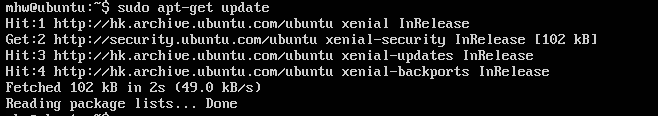 mhw@ubuntu:~$ sudo apt-get update
Hit:1 http://hk.archive.ubuntu.com/ubuntu xenial InRelease
Get:2 http://security.ubuntu.com/ubuntu xenial-security InRelease [102 kB]
Hit:3 http://hk.archive.ubuntu.com/ubuntu xenial-updates InRelease
Hit:4 http://hk.archive.ubuntu.com/ubuntu xenial-backports InRelease
Fetched 102 kB in 2s (49.0 kB/s)
Reading package lists... Done